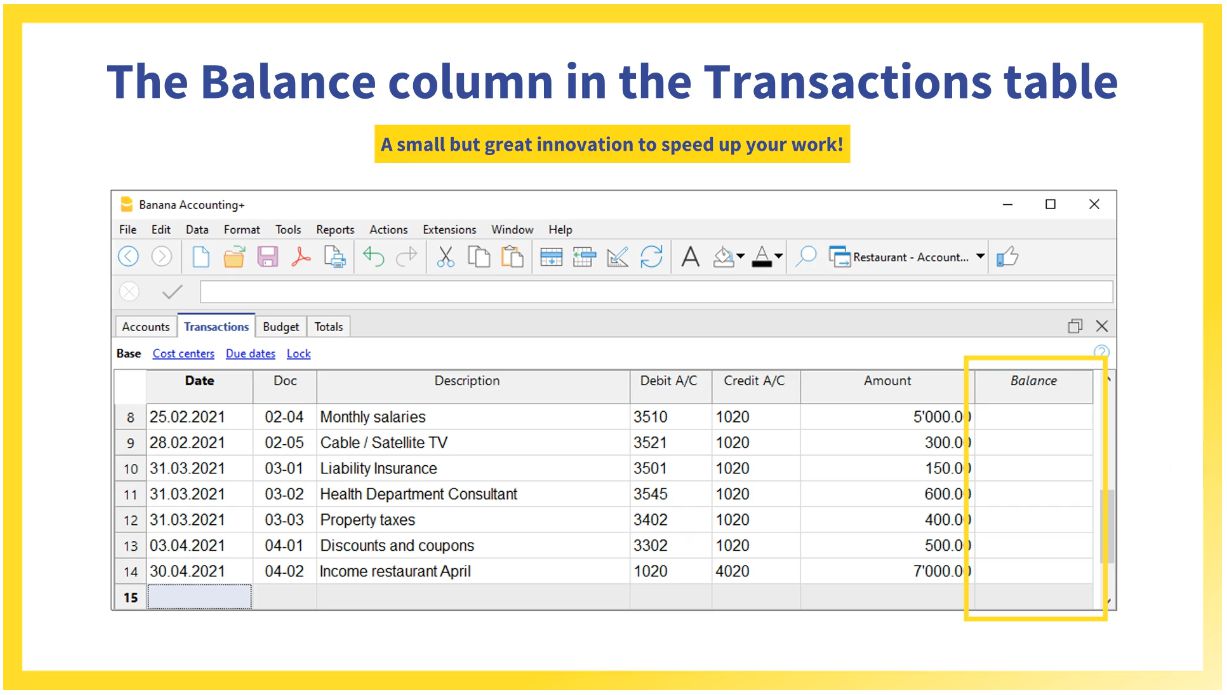 The Balance column in the Transactions table
A small but great innovation to speed up your work!
Banana Accounting+
File Edit Data Format Tools Reports Actions Extensions Window Help
A A Restaurant - Account...
Accounts Transactions Budget Totals
Base Cost centers Due dates Lock
?
Date Doc Description Debit A/C Credit A/C Amount Balance
8 25.02.2021 02-04 Monthly salaries 3510 1020 5'000.00
9 28.02.2021 02-05 Cable / Satellite TV 3521 1020 300.00
10 31.03.2021 03-01 Liability Insurance 3501 1020 150.00
11 31.03.2021 03-02 Health Department Consultant 3545 1020 600.00
12 31.03.2021 03-03 Property taxes 3402 1020 400.00
13 03.04.2021 04-01 Discounts and coupons 3302 1020 500.00
14 30.04.2021 04-02 Income restaurant April 1020 4020 7'000.00
15